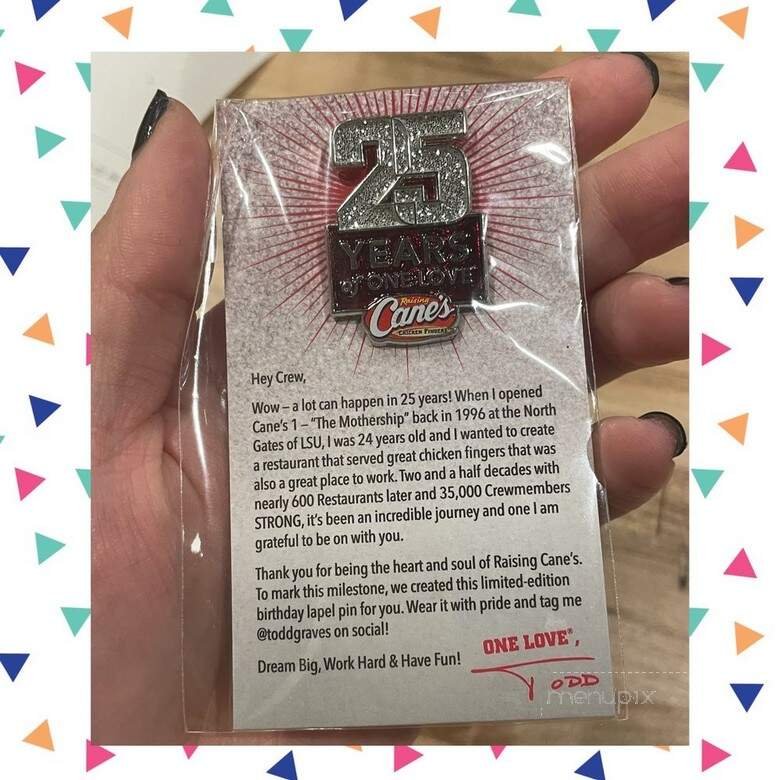 25
YEARS
of ONE LOVE
Raising
Cane's
CHICKEN FINGERS
Hey Crew,
Wow – a lot can happen in 25 years! When I opened
Cane's 1 – "The Mothership" back in 1996 at the North
Gates of LSU, I was 24 years old and I wanted to create
a restaurant that served great chicken fingers that was
also a great place to work. Two and a half decades with
nearly 600 Restaurants later and 35,000 Crewmembers
STRONG, it's been an incredible journey and one I am
grateful to be on with you.
Thank you for being the heart and soul of Raising Cane's.
To mark this milestone, we created this limited-edition
birthday lapel pin for you. Wear it with pride and tag me
@toddgraves on social!
Dream Big, Work Hard & Have Fun!
ONE LOVE®,
TODD
menupix